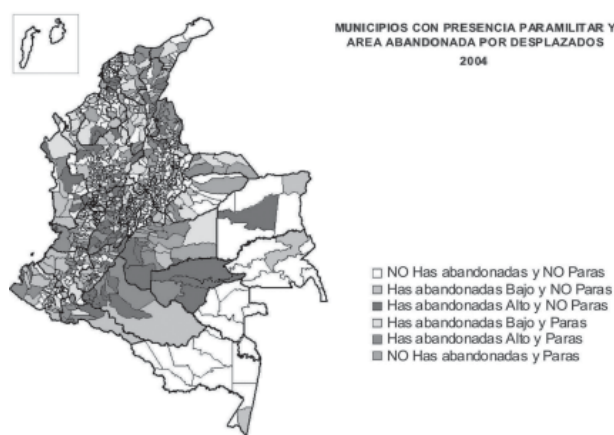 MUNICIPIOS CON PRESENCIA PARAMILITAR Y
AREA ABANDONADA POR DESPLAZADOS
2004
NO Has abandonadas y NO Paras
Has abandonadas Bajo y NO Paras
Has abandonadas Alto y NO Paras
Has abandonadas Bajo y Paras
Has abandonadas Alto y Paras
NO Has abandonadas y Paras